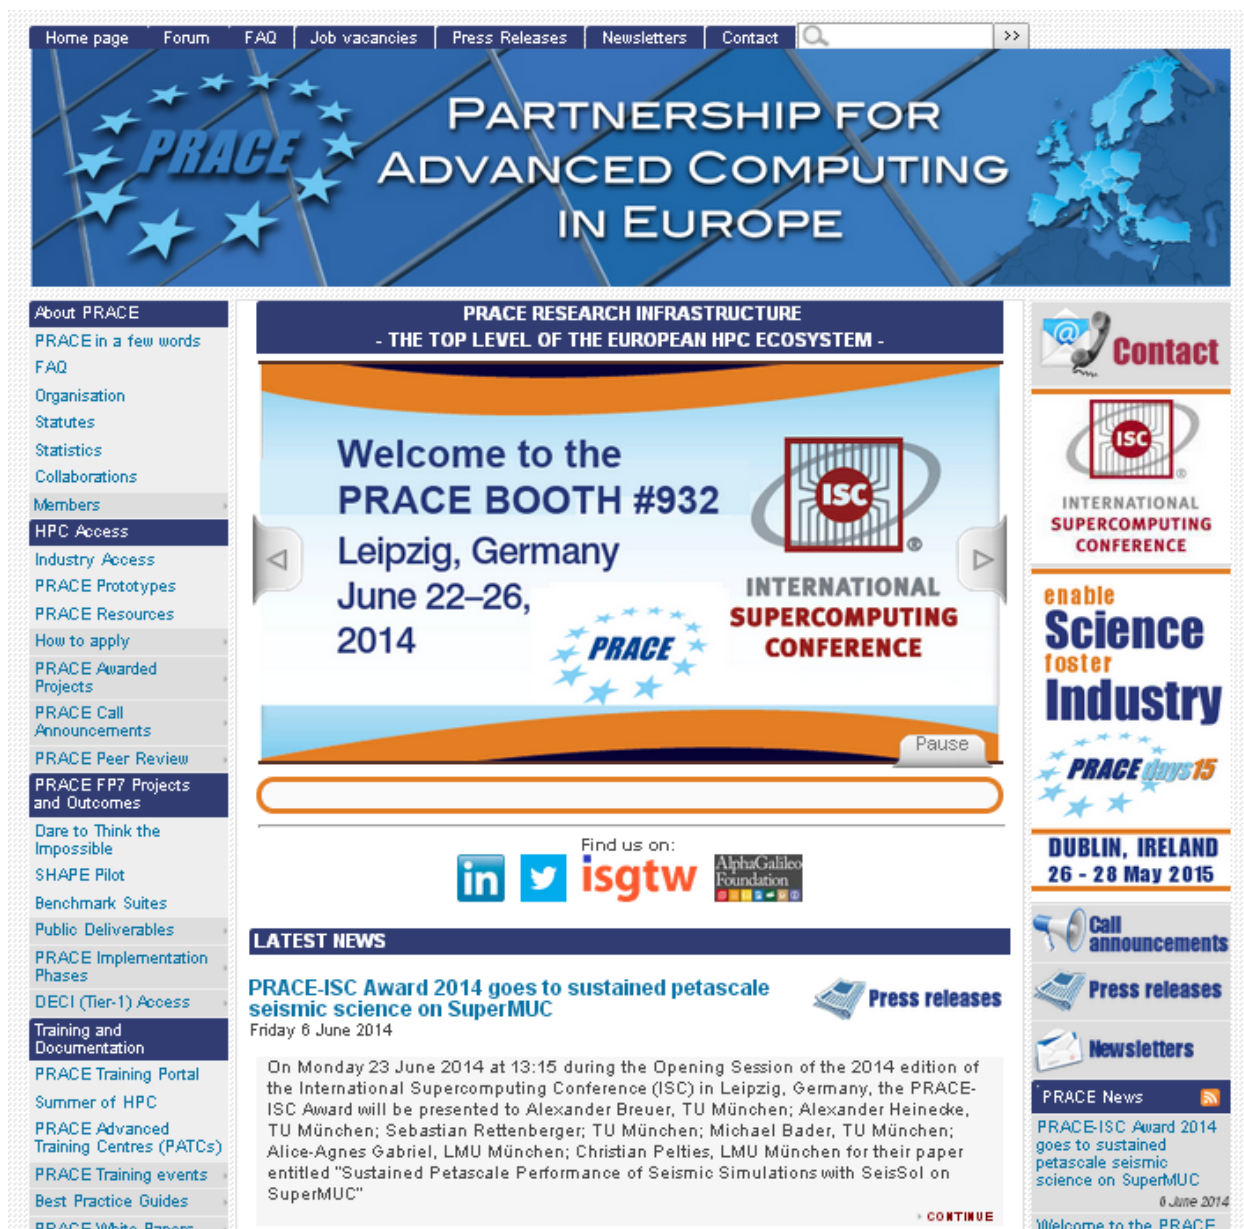 Home page
Forum
FAQ
Job vacancies
Press Releases
Newsletters
Contact
>>
PRACE
PARTNERSHIP FOR
ADVANCED COMPUTING
IN EUROPE
About PRACE
PRACE in a few words
FAQ
Organisation
Statutes
Statistics
Collaborations
Members
HPC Access
Industry Access
PRACE Prototypes
PRACE Resources
How to apply
PRACE Awarded
Projects
PRACE Call
Announcements
PRACE Peer Review
PRACE FP7 Projects
and Outcomes
Dare to Think the
Impossible
SHAPE Pilot
Benchmark Suites
Public Deliverables
PRACE Implementation
Phases
DECI (Tier-1) Access
Training and
Documentation
PRACE Training Portal
Summer of HPC
PRACE Advanced
Training Centres (PATCs)
PRACE Training events
Best Practice Guides
PRACE White Papers
PRACE RESEARCH INFRASTRUCTURE
- THE TOP LEVEL OF THE EUROPEAN HPC ECOSYSTEM -
Welcome to the
PRACE BOOTH #932
Leipzig, Germany
June 22–26,
2014
PRACE
ISC
®
INTERNATIONAL
SUPERCOMPUTING
CONFERENCE
Pause
Find us on:
in
isgtw
AlphaGalileo
Foundation
LATEST NEWS
PRACE-ISC Award 2014 goes to sustained petascale
seismic science on SuperMUC
Friday 6 June 2014
Press releases
On Monday 23 June 2014 at 13:15 during the Opening Session of the 2014 edition of
the International Supercomputing Conference (ISC) in Leipzig, Germany, the PRACE-
ISC Award will be presented to Alexander Breuer, TU München; Alexander Heinecke,
TU München; Sebastian Rettenberger; TU München; Michael Bader, TU München;
Alice-Agnes Gabriel, LMU München; Christian Pelties, LMU München for their paper
entitled "Sustained Petascale Performance of Seismic Simulations with SeisSol on
SuperMUC"
CONTINUE
Contact
ISC
®
INTERNATIONAL
SUPERCOMPUTING
CONFERENCE
enable
Science
foster
Industry
PRACE days15
DUBLIN, IRELAND
26 - 28 May 2015
Call
announcements
Press releases
Newsletters
PRACE News
PRACE-ISC Award 2014
goes to sustained
petascale seismic
science on SuperMUC
6 June 2014
Welcome to the PRACE